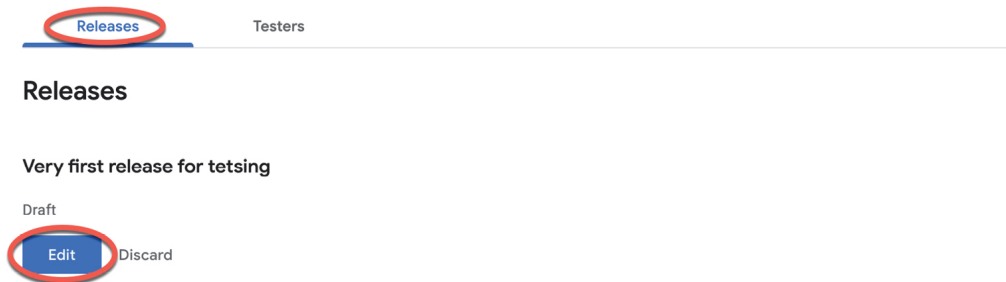 Releases Testers
Releases
Very first release for tetsing
Draft
Edit Discard